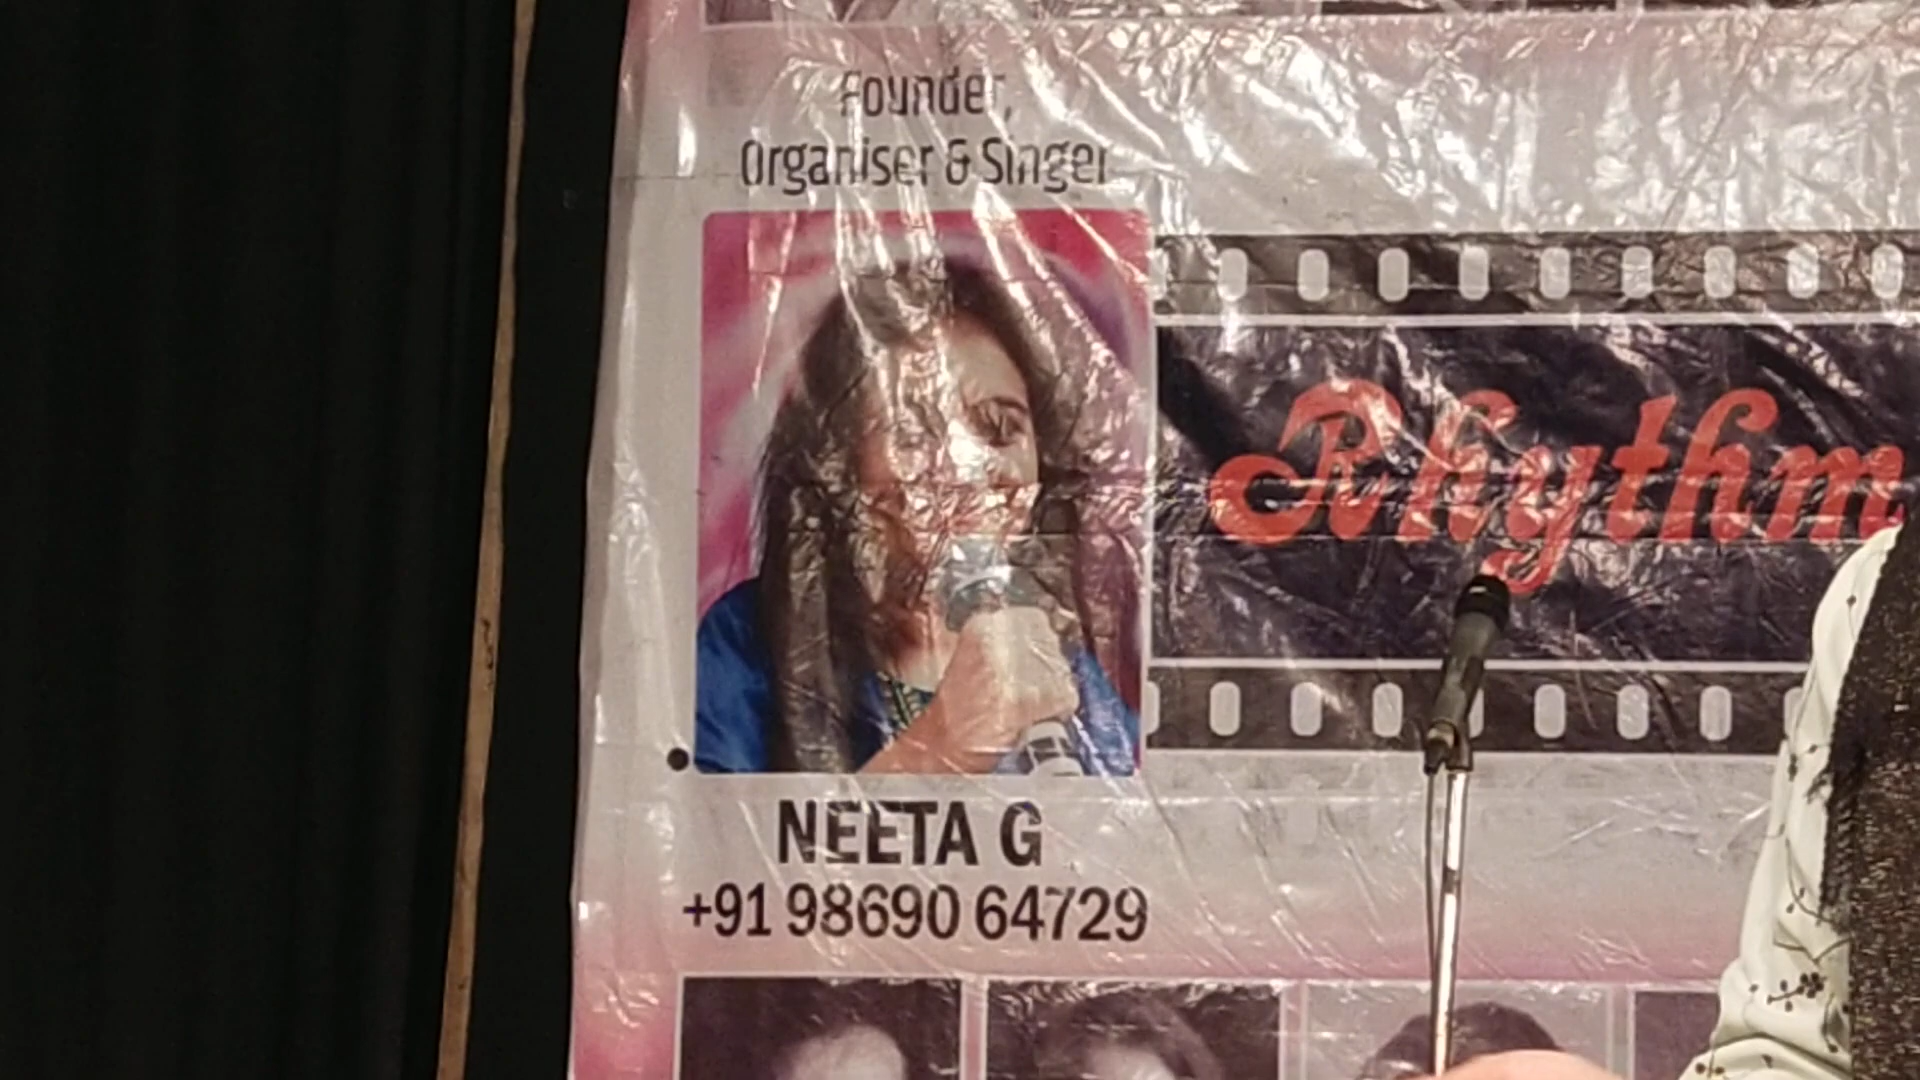 Founder,
Organiser & Singer
Rhythm
NEETA G
+91 98690 64729